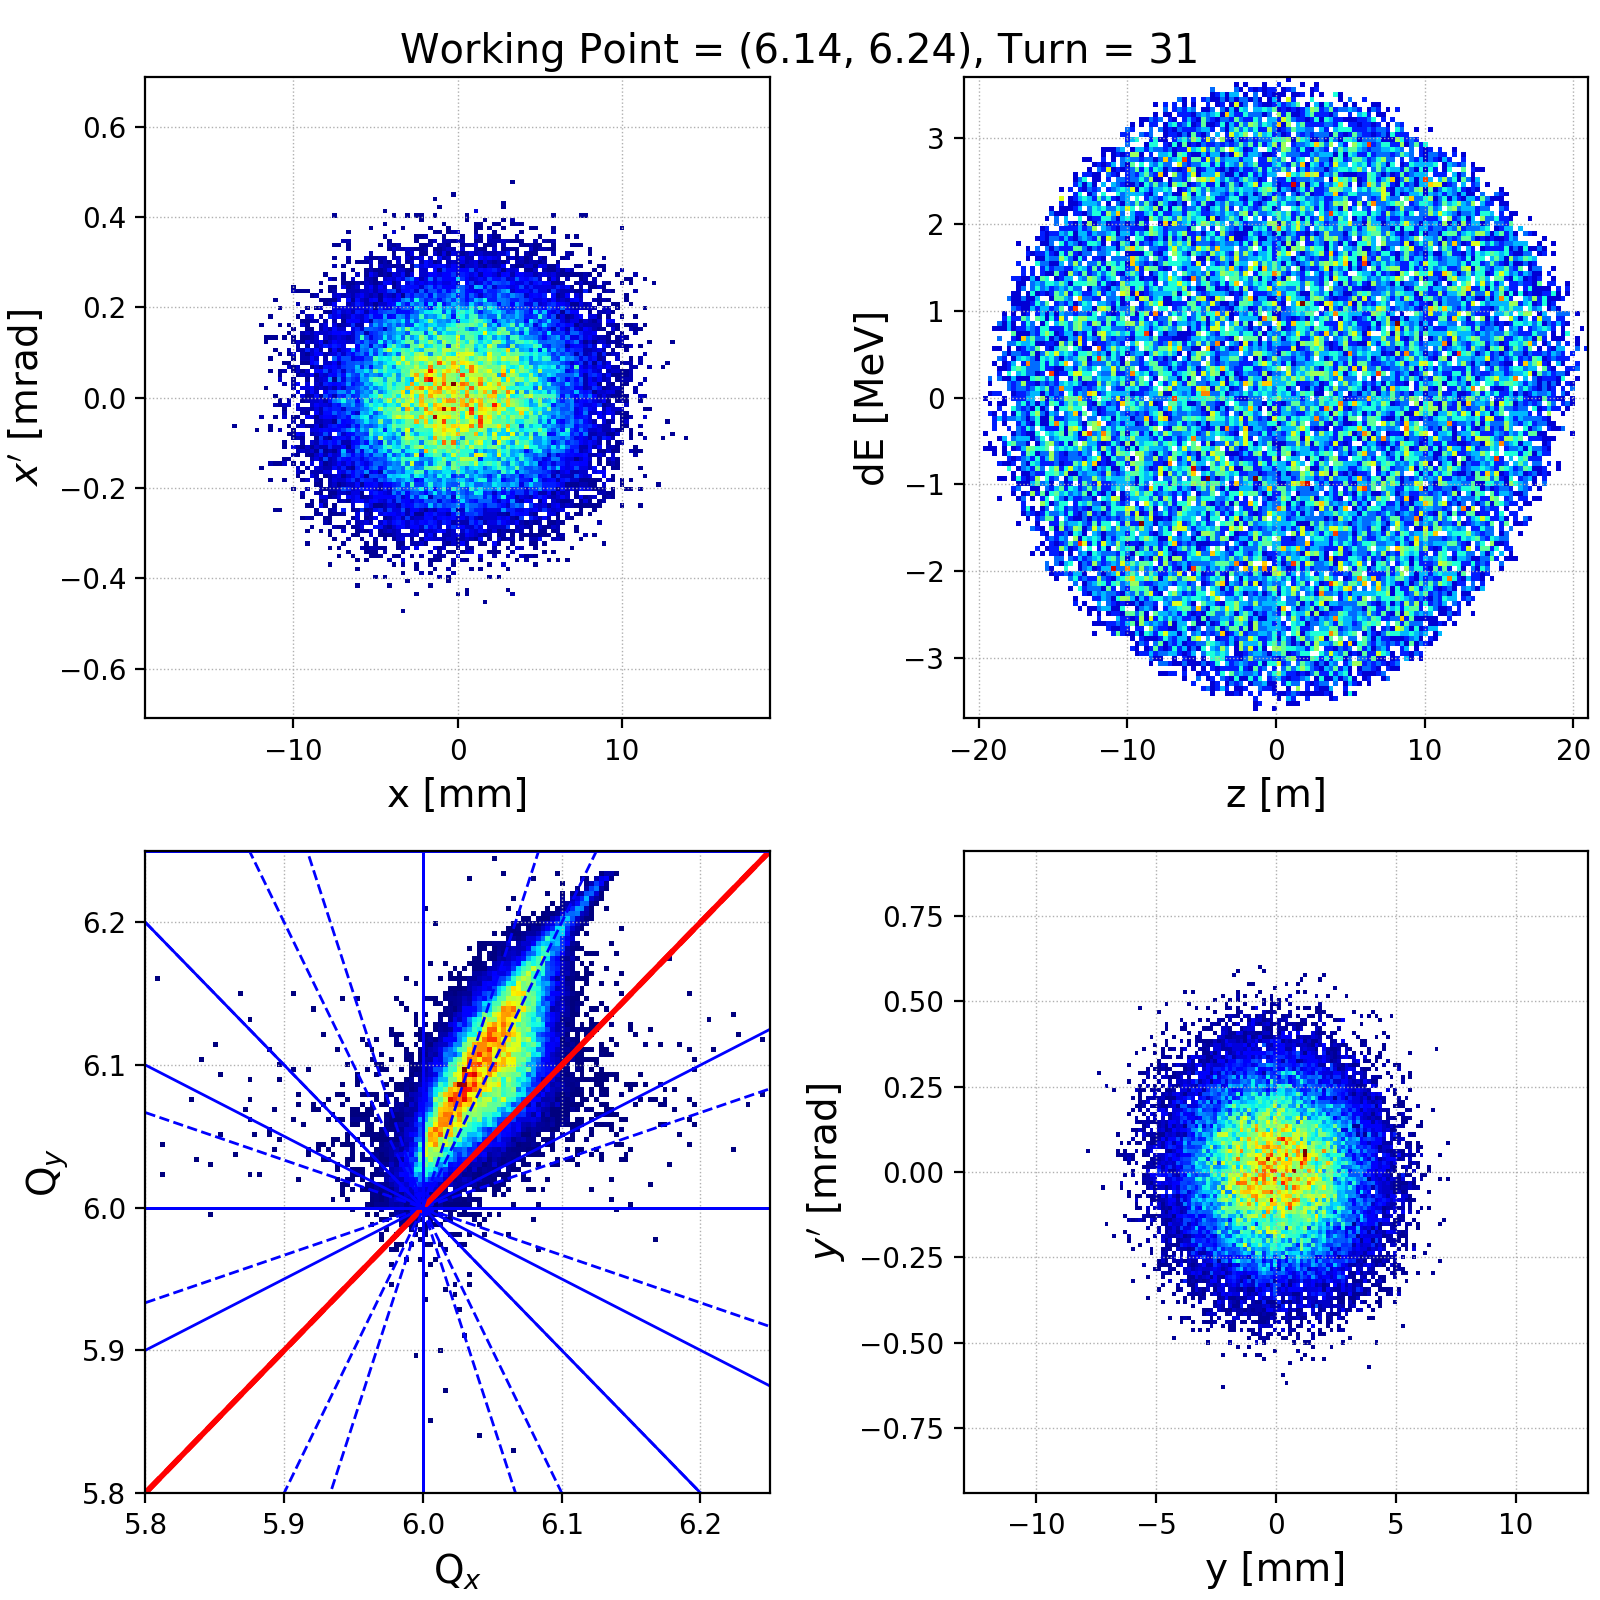 Working Point = (6.14, 6.24), Turn = 31
0.6
0.4
0.2
0.0
−0.2
−0.4
−0.6
x′ [mrad]
−10 0 10
x [mm]
3
2
1
0
−1
−2
−3
dE [MeV]
−20 −10 0 10 20
z [m]
6.2
6.1
6.0
5.9
5.8
Qy
5.8 5.9 6.0 6.1 6.2
Qx
0.75
0.50
0.25
0.00
−0.25
−0.50
−0.75
y′ [mrad]
−10 −5 0 5 10
y [mm]